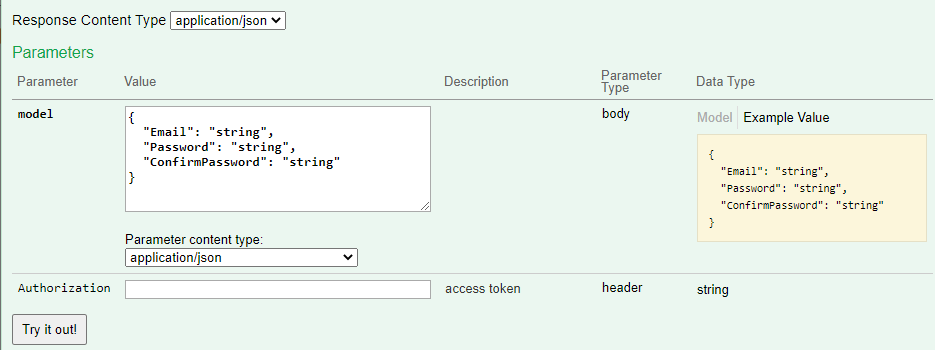 Response Content Type application/json
Parameters
Parameter Value Description Parameter Type Data Type
model
{
"Email": "string",
"Password": "string",
"ConfirmPassword": "string"
}
Parameter content type:
application/json
body
Model Example Value
{
"Email": "string",
"Password": "string",
"ConfirmPassword": "string"
}
Authorization access token header string
Try it out!